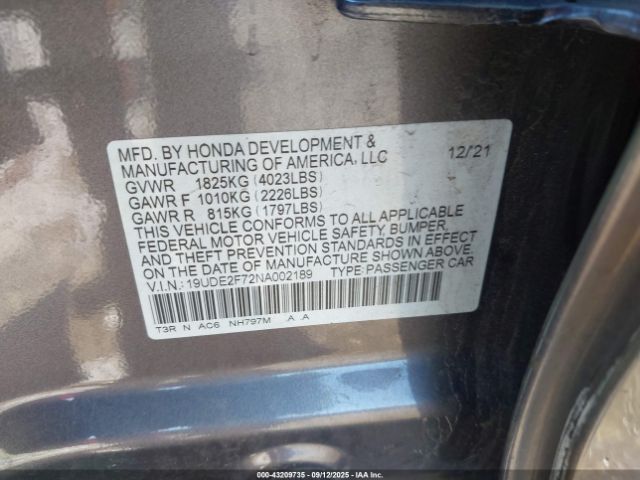 MFD. BY HONDA DEVELOPMENT & 12/21
MANUFACTURING OF AMERICA, LLC
GVWR 1825KG (4023LBS)
GAWR F 1010KG (2226LBS)
GAWR R 815KG (1797LBS)
THIS VEHICLE CONFORMS TO ALL APPLICABLE
FEDERAL MOTOR VEHICLE SAFETY, BUMPER,
AND THEFT PREVENTION STANDARDS IN EFFECT
ON THE DATE OF MANUFACTURE SHOWN ABOVE.
V.I.N.: 19UDE2F72NA002189 TYPE: PASSENGER CAR
T3R N AC6 NH797M .A .A
000-43209735 - 09/12/2025 - IAAI.COM